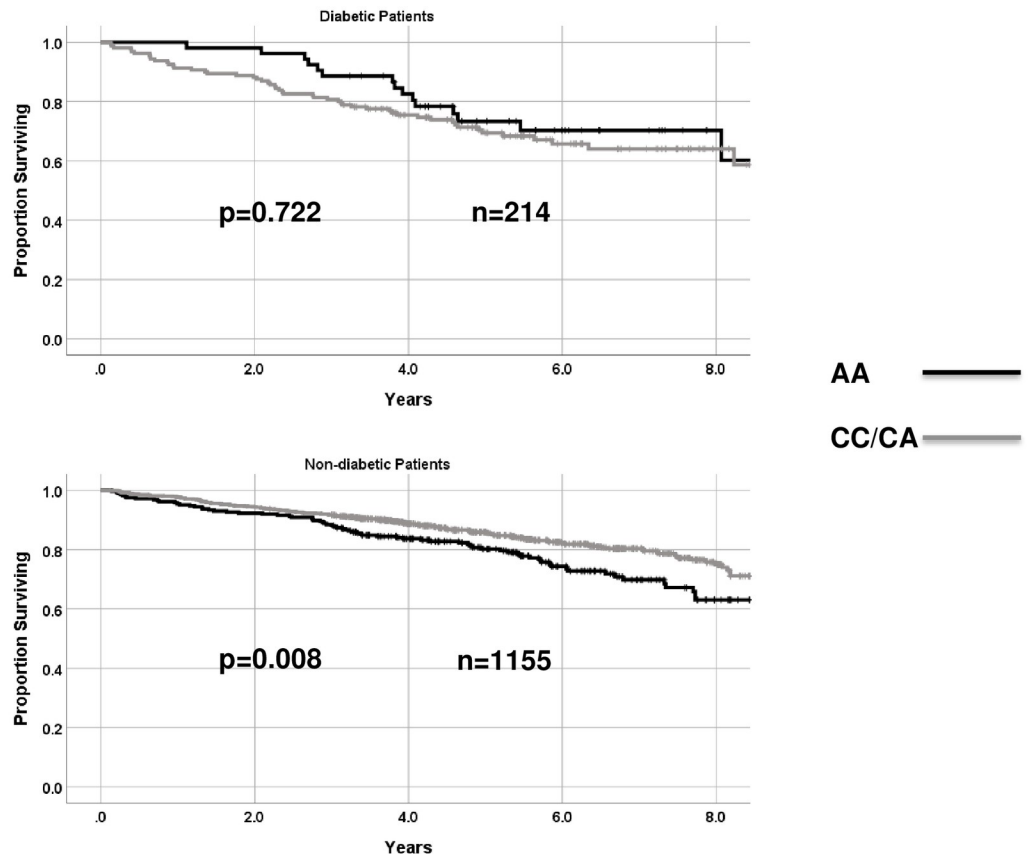 Diabetic Patients
1.0
0.8
0.6
0.4
0.2
0.0
Proportion Surviving
p=0.722 n=214
.0 2.0 4.0 6.0 8.0
Years
AA
CC/CA
Non-diabetic Patients
1.0
0.8
0.6
0.4
0.2
0.0
Proportion Surviving
p=0.008 n=1155
.0 2.0 4.0 6.0 8.0
Years